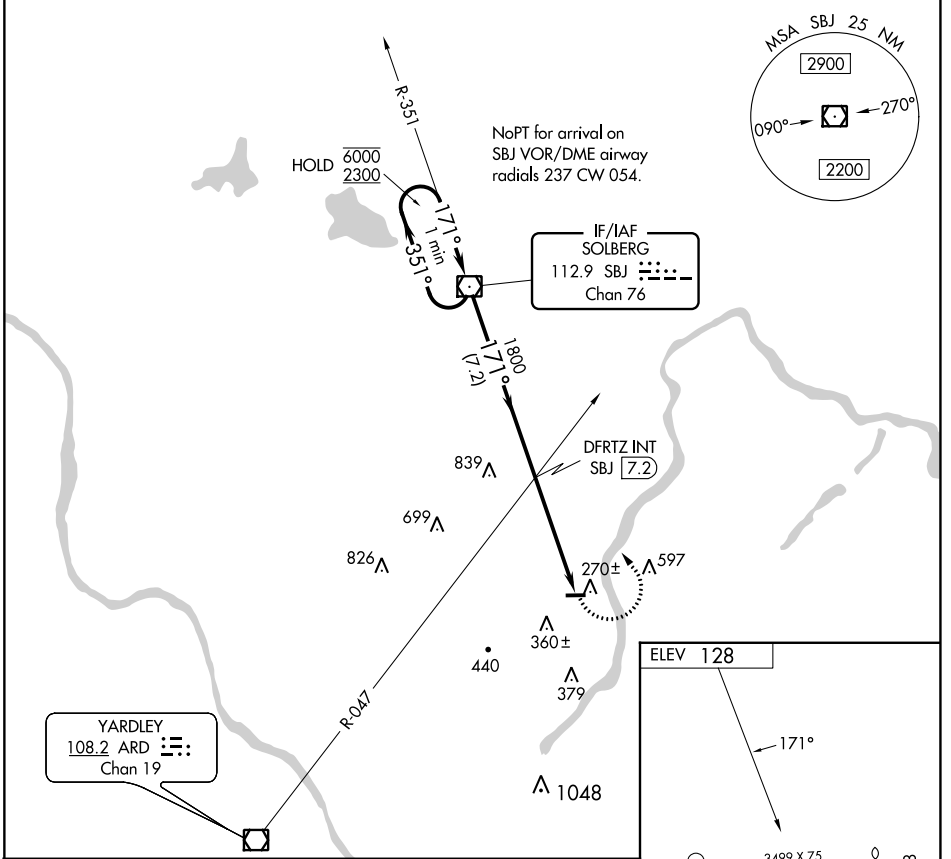 MSA SBJ 25 NM
2900
090°
270°
2200
R-351
HOLD 6000
2300
NoPT for arrival on
SBJ VOR/DME airway
radials 237 CW 054.
171°
1 min
351°
IF/IAF
SOLBERG
112.9 SBJ
Chan 76
1800
171°
(7.2)
DFRTZ INT
SBJ 7.2
839
699
826
270±
597
360±
440
379
R-047
YARDLEY
108.2 ARD
Chan 19
1048
ELEV 128
171°
3499 X 75